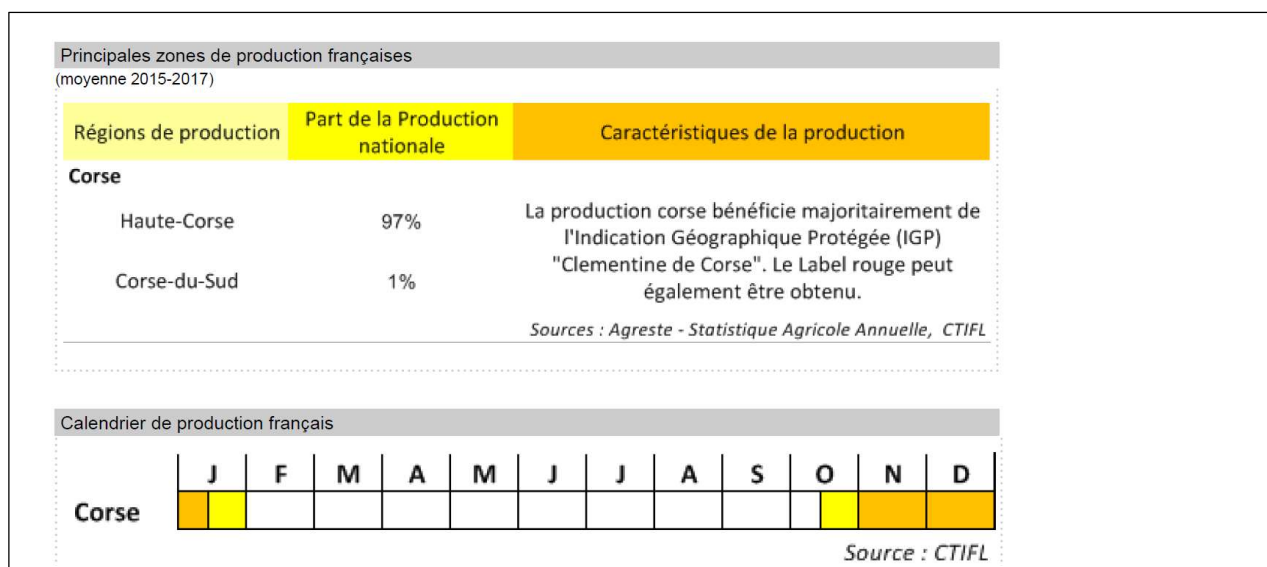 Principales zones de production françaises
(moyenne 2015-2017)
Régions de production
Part de la Production
nationale
Caractéristiques de la production
Corse
Haute-Corse
97%
Corse-du-Sud
1%
La production corse bénéficie majoritairement de
l'Indication Géographique Protégée (IGP)
"Clementine de Corse". Le Label rouge peut
également être obtenu.
Sources : Agreste - Statistique Agricole Annuelle, CTIFL
Calendrier de production français
J F M A M J J A S O N D
Corse
Source : CTIFL